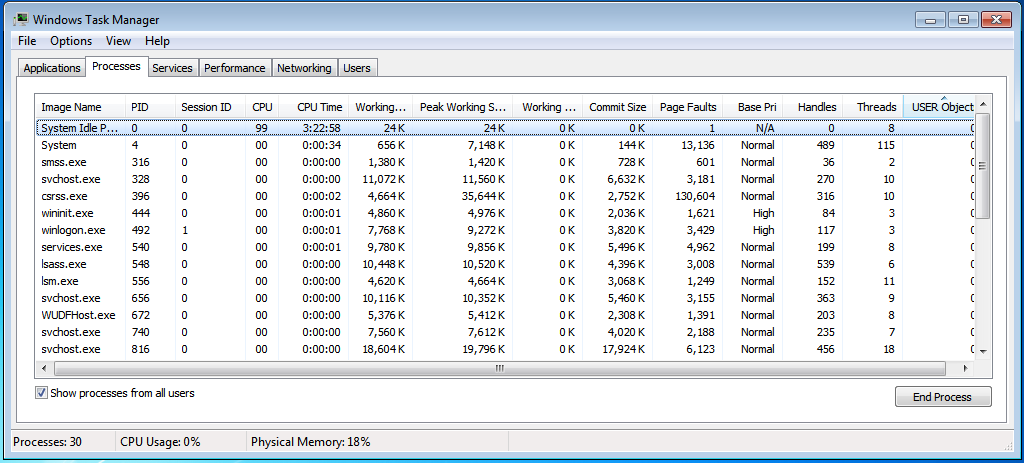 Windows Task Manager
File Options View Help
Applications Processes Services Performance Networking Users
Image Name PID Session ID CPU CPU Time Working... Peak Working S... Working ... Commit Size Page Faults Base Pri Handles Threads USER Object
System Idle P... 0 0 99 3:22:58 24 K 24 K 0 K 0 K 1 N/A 0 8 0
System 4 0 00 0:00:34 656 K 7,148 K 0 K 144 K 13,136 Normal 489 115 0
smss.exe 316 0 00 0:00:00 1,380 K 1,420 K 0 K 728 K 601 Normal 36 2 0
svchost.exe 328 0 00 0:00:00 11,072 K 11,560 K 0 K 6,632 K 3,181 Normal 270 10 0
csrss.exe 396 0 00 0:00:02 4,664 K 35,644 K 0 K 2,752 K 130,604 Normal 316 10 0
wininit.exe 444 0 00 0:00:01 4,860 K 4,976 K 0 K 2,036 K 1,621 High 84 3 0
winlogon.exe 492 1 00 0:00:01 7,768 K 9,272 K 0 K 3,820 K 3,429 High 117 3 0
services.exe 540 0 00 0:00:01 9,780 K 9,856 K 0 K 5,496 K 4,962 Normal 199 8 0
lsass.exe 548 0 00 0:00:00 10,448 K 10,520 K 0 K 4,396 K 3,008 Normal 539 6 0
lsm.exe 556 0 00 0:00:00 4,620 K 4,664 K 0 K 3,068 K 1,249 Normal 152 11 0
svchost.exe 656 0 00 0:00:00 10,116 K 10,352 K 0 K 5,460 K 3,155 Normal 363 9 0
WUDFHost.exe 672 0 00 0:00:00 5,376 K 5,412 K 0 K 2,308 K 1,391 Normal 203 8 0
svchost.exe 740 0 00 0:00:00 7,560 K 7,612 K 0 K 4,020 K 2,188 Normal 235 7 0
svchost.exe 816 0 00 0:00:00 18,604 K 19,796 K 0 K 17,924 K 6,123 Normal 456 18 0
Show processes from all users
End Process
Processes: 30 CPU Usage: 0% Physical Memory: 18%